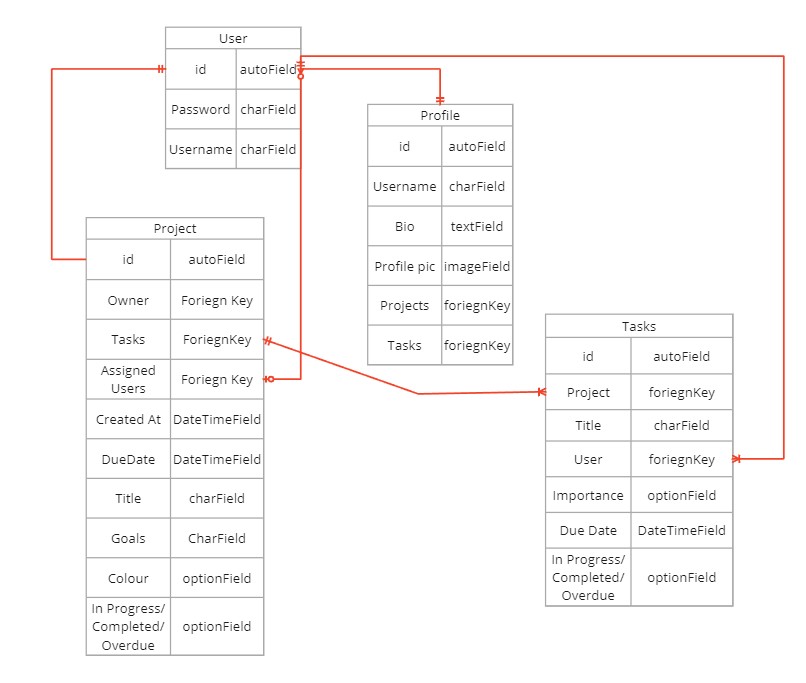 User
id autoField
Password charField
Username charField
Profile
id autoField
Username charField
Bio textField
Profile pic imageField
Projects foriegnKey
Tasks foriegnKey
Project
id autoField
Owner Foriegn Key
Tasks ForiegnKey
Assigned
Users Foriegn Key
Created At DateTimeField
DueDate DateTimeField
Title charField
Goals CharField
Colour optionField
In Progress/
Completed/ optionField
Overdue
Tasks
id autoField
Project foriegnKey
Title charField
User foriegnKey
Importance optionField
Due Date DateTimeField
In Progress/
Completed/ optionField
Overdue